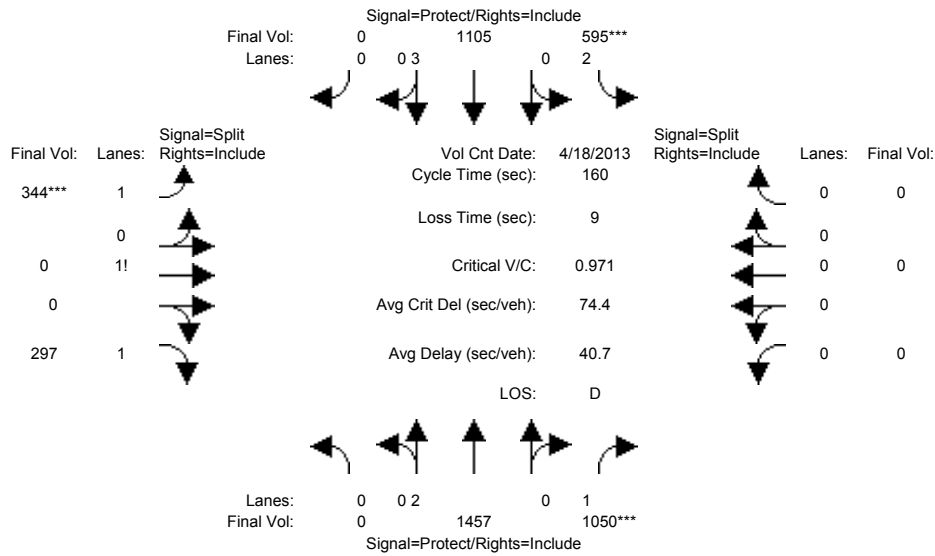 Signal=Protect/Rights=Include
Final Vol: 0 1105 595***
Lanes: 0 0 3 0 2
Signal=Split
Rights=Include
Final Vol: Lanes:
Vol Cnt Date: 4/18/2013
Signal=Split
Rights=Include
Lanes: Final Vol:
Cycle Time (sec): 160
344*** 1
0 0
Loss Time (sec): 9
0
0
0 1!
Critical V/C: 0.971
0 0
0
Avg Crit Del (sec/veh): 74.4
0
297 1
Avg Delay (sec/veh): 40.7
0 0
LOS: D
Lanes: 0 0 2 0 1
Final Vol: 0 1457 1050***
Signal=Protect/Rights=Include